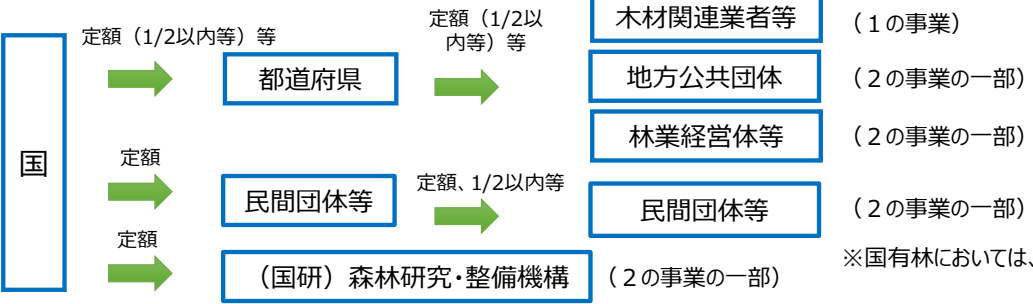 国
定額（1/2以内等）等
都道府県
定額（1/2以
内等）等
木材関連業者等
（１の事業）
地方公共団体
（２の事業の一部）
林業経営体等
（２の事業の一部）
定額
民間団体等
定額、1/2以内等
民間団体等
（２の事業の一部）
定額
（国研）森林研究・整備機構
（２の事業の一部）
※国有林においては、